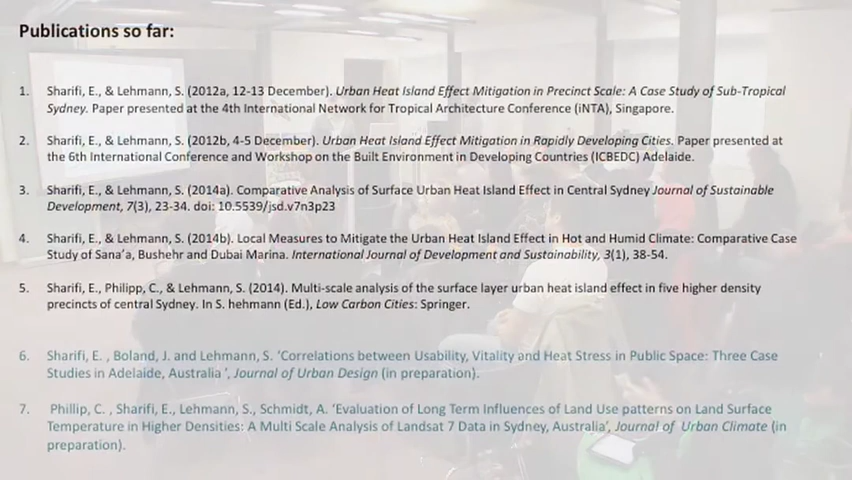 Publications so far:
1. Sharifi, E., & Lehmann, S. (2012a, 12-13 December). Urban Heat Island Effect Mitigation in Precinct Scale: A Case Study of Sub-Tropical
Sydney. Paper presented at the 4th International Network for Tropical Architecture Conference (iNTA), Singapore.
2. Sharifi, E., & Lehmann, S. (2012b, 4-5 December). Urban Heat Island Effect Mitigation in Rapidly Developing Cities. Paper presented at
the 6th International Conference and Workshop on the Built Environment in Developing Countries (ICBEDC) Adelaide.
3. Sharifi, E., & Lehmann, S. (2014a). Comparative Analysis of Surface Urban Heat Island Effect in Central Sydney Journal of Sustainable
Development, 7(3), 23-34. doi: 10.5539/jsd.v7n3p23
4. Sharifi, E., & Lehmann, S. (2014b). Local Measures to Mitigate the Urban Heat Island Effect in Hot and Humid Climate: Comparative Case
Study of Sana'a, Bushehr and Dubai Marina. International Journal of Development and Sustainability, 3(1), 38-54.
5. Sharifi, E., Philipp, C., & Lehmann, S. (2014). Multi-scale analysis of the surface layer urban heat island effect in five higher density
precincts of central Sydney. In S. hehmann (Ed.), Low Carbon Cities: Springer.
6. Sharifi, E. , Boland, J. and Lehmann, S. 'Correlations between Usability, Vitality and Heat Stress in Public Space: Three Case
Studies in Adelaide, Australia ', Journal of Urban Design (in preparation).
7. Phillip, C. , Sharifi, E., Lehmann, S., Schmidt, A. 'Evaluation of Long Term Influences of Land Use patterns on Land Surface
Temperature in Higher Densities: A Multi Scale Analysis of Landsat 7 Data in Sydney, Australia', Journal of Urban Climate (in
preparation).